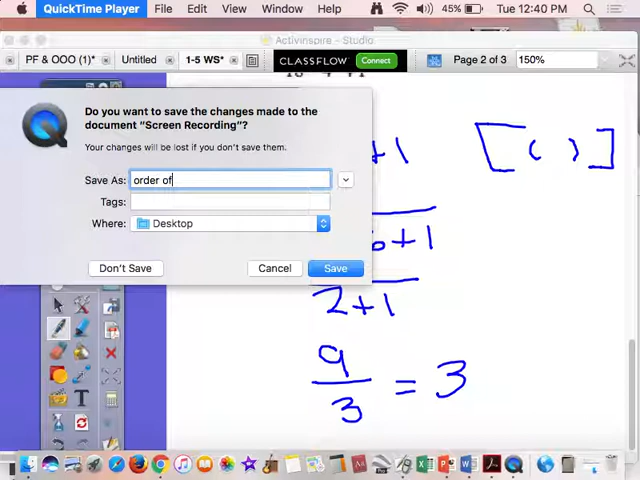 QuickTime Player File Edit View Window Help 45% Tue 12:40 PM
ActivInspire - Studio
PF & OOO (1)* Untitled 1-5 WS* CLASSFLOW Connect Page 2 of 3 150%
Do you want to save the changes made to the
document “Screen Recording”?
Your changes will be lost if you don't save them.
Save As: order of
Tags:
Where: Desktop
Don't Save Cancel Save
+1 [( )]
6+1
2+1
9
3
= 3